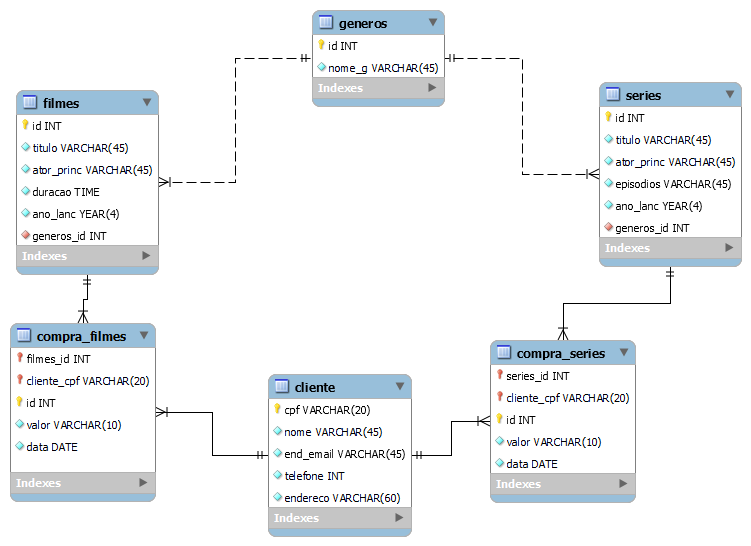 generos
id INT
nome_g VARCHAR(45)
Indexes
filmes
id INT
titulo VARCHAR(45)
ator_princ VARCHAR(45)
duracao TIME
ano_lanc YEAR(4)
generos_id INT
Indexes
series
id INT
titulo VARCHAR(45)
ator_princ VARCHAR(45)
episodios VARCHAR(45)
ano_lanc YEAR(4)
generos_id INT
Indexes
compra_filmes
filmes_id INT
cliente_cpf VARCHAR(20)
id INT
valor VARCHAR(10)
data DATE
Indexes
cliente
cpf VARCHAR(20)
nome VARCHAR(45)
end_email VARCHAR(45)
telefone INT
endereco VARCHAR(60)
Indexes
compra_series
series_id INT
cliente_cpf VARCHAR(20)
id INT
valor VARCHAR(10)
data DATE
Indexes